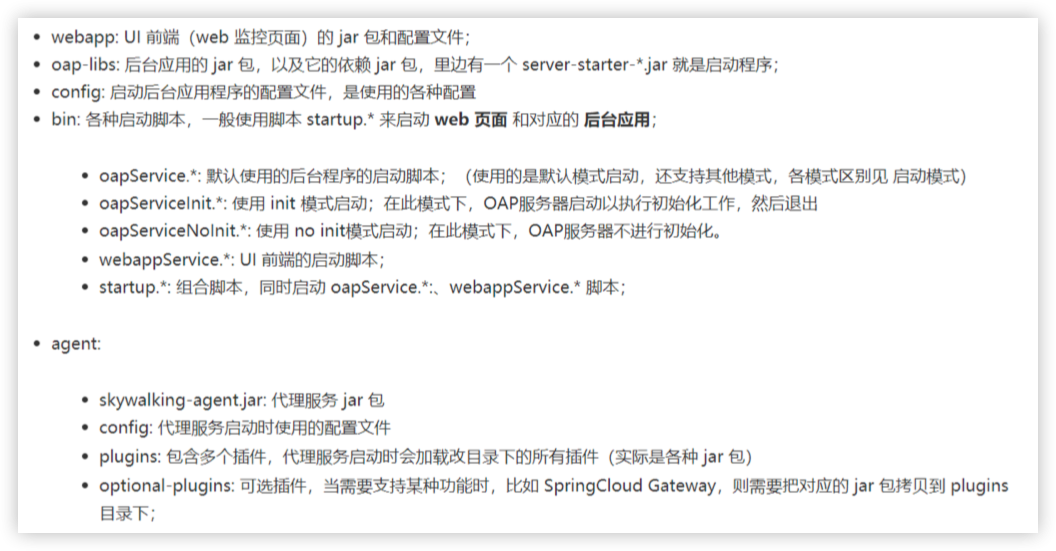 • webapp: UI 前端（web 监控页面）的 jar 包和配置文件；
• oap-libs: 后台应用的 jar 包，以及它的依赖 jar 包，里边有一个 server-starter-*.jar 就是启动程序；
• config: 启动后台应用程序的配置文件，是使用的各种配置
• bin: 各种启动脚本，一般使用脚本 startup.* 来启动 web 页面 和对应的 后台应用；
• oapService.*: 默认使用的后台程序的启动脚本；（使用的是默认模式启动，还支持其他模式，各模式区别见 启动模式）
• oapServiceInit.*: 使用 init 模式启动；在此模式下，OAP服务器启动以执行初始化工作，然后退出
• oapServiceNoInit.*: 使用 no init模式启动；在此模式下，OAP服务器不进行初始化。
• webappService.*: UI 前端的启动脚本；
• startup.*: 组合脚本，同时启动 oapService.*:、webappService.* 脚本；
• agent:
• skywalking-agent.jar: 代理服务 jar 包
• config: 代理服务启动时使用的配置文件
• plugins: 包含多个插件，代理服务启动时会加载改目录下的所有插件（实际是各种 jar 包）
• optional-plugins: 可选插件，当需要支持某种功能时，比如 SpringCloud Gateway，则需要把对应的 jar 包拷贝到 plugins
目录下；